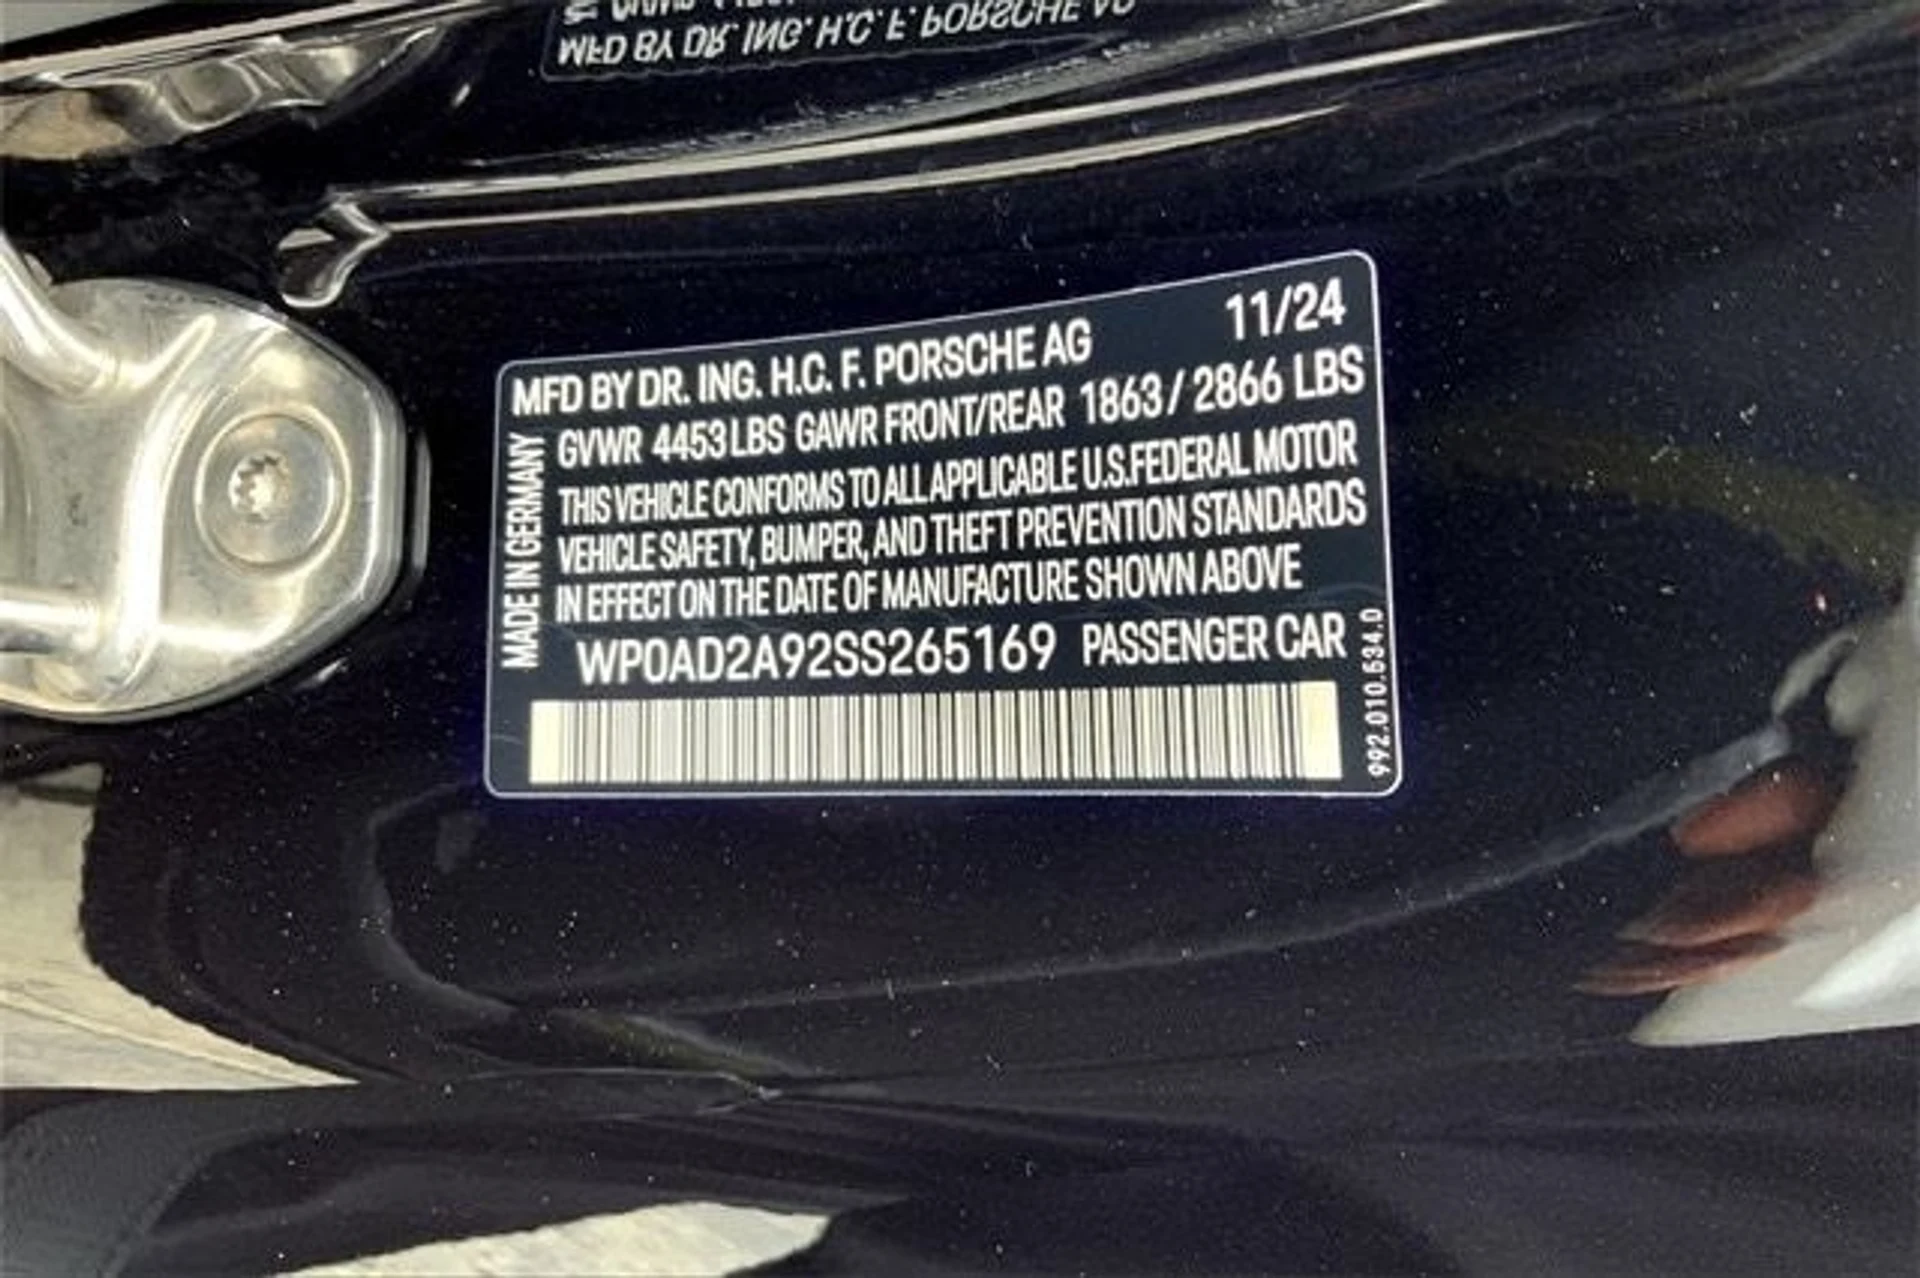 MFD BY DR. ING. H.C. F. PORSCHE AG
MFD BY DR. ING. H.C. F. PORSCHE AG 11/24
GVWR 4453 LBS GAWR FRONT/REAR 1863 / 2866 LBS
THIS VEHICLE CONFORMS TO ALL APPLICABLE U.S. FEDERAL MOTOR
VEHICLE SAFETY, BUMPER, AND THEFT PREVENTION STANDARDS
IN EFFECT ON THE DATE OF MANUFACTURE SHOWN ABOVE
WP0AD2A92SS265169 PASSENGER CAR
MADE IN GERMANY
992.010.534.0